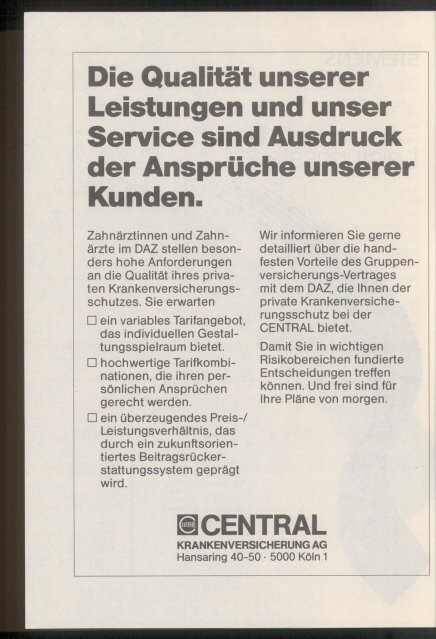 Die Qualität unserer
Leistungen und unser
Service sind Ausdruck
der Ansprüche unserer
Kunden.
Zahnärztinnen und Zahn-
ärzte im DAZ stellen beson-
ders hohe Anforderungen
an die Qualität ihres priva-
ten Krankenversicherungs-
schutzes. Sie erwarten
☐ ein variables Tarifangebot,
das individuellen Gestal-
tungsspielraum bietet.
☐ hochwertige Tarifkombi-
nationen, die ihren per-
sönlichen Ansprüchen
gerecht werden.
☐ ein überzeugendes Preis-/
Leistungsverhältnis, das
durch ein zukunftsorien-
tiertes Beitragsrücker-
stattungssystem geprägt
wird.
Wir informieren Sie gerne
detailliert über die hand-
festen Vorteile des Gruppen-
versicherungs-Vertrages
mit dem DAZ, die Ihnen der
private Krankenversiche-
rungsschutz bei der
CENTRAL bietet.
Damit Sie in wichtigen
Risikobereichen fundierte
Entscheidungen treffen
können. Und frei sind für
Ihre Pläne von morgen.
CENTRAL
KRANKENVERSICHERUNG AG
Hansaring 40-50 · 5000 Köln 1